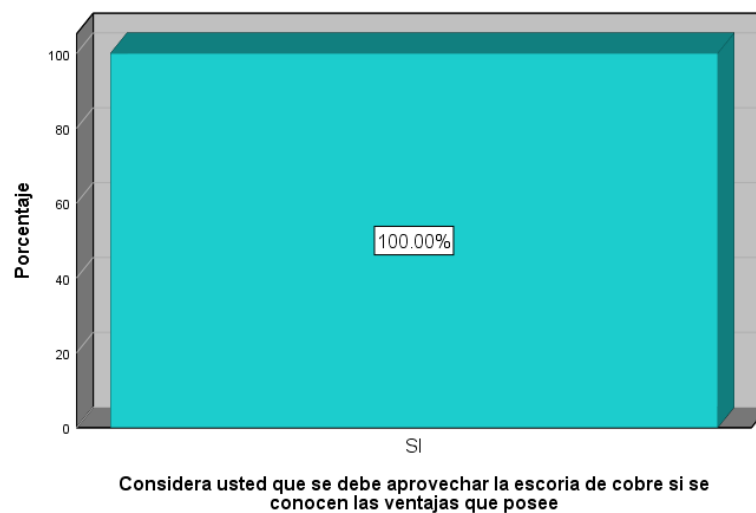 Porcentaje
100
80
60
40
20
0
100.00%
SI
Considera usted que se debe aprovechar la escoria de cobre si se
conocen las ventajas que posee